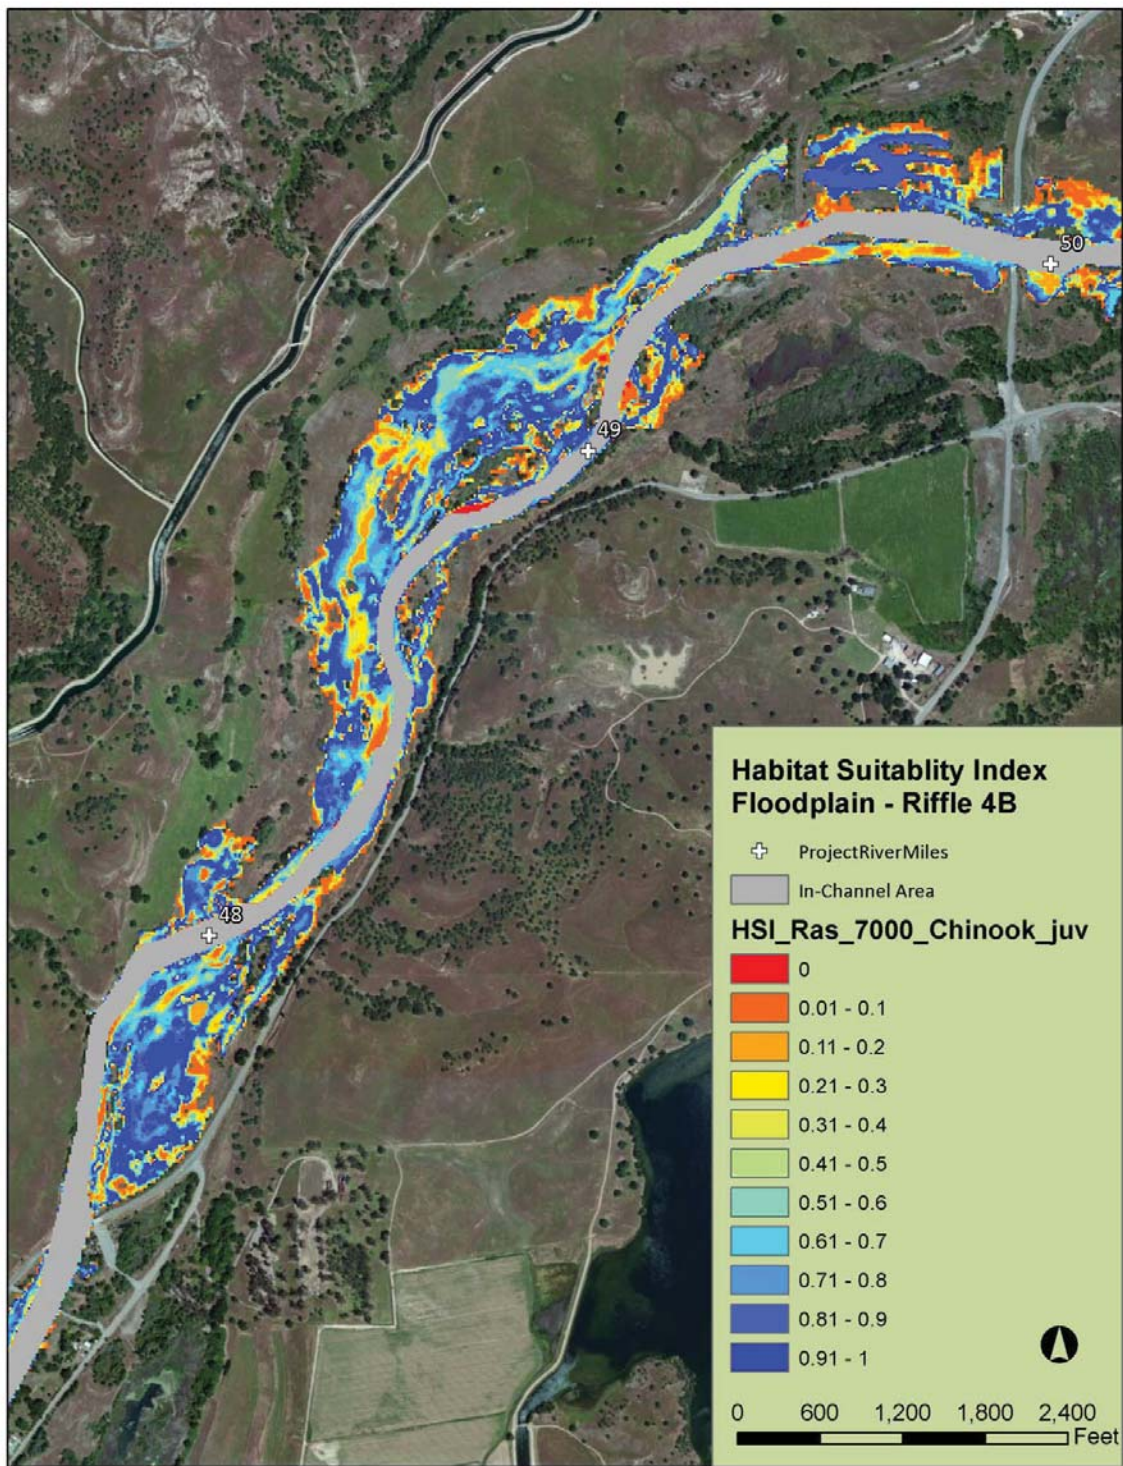 50
49
48
Habitat Suitablity Index
Floodplain - Riffle 4B
ProjectRiverMiles
In-Channel Area
HSI_Ras_7000_Chinook_juv
0
0.01 - 0.1
0.11 - 0.2
0.21 - 0.3
0.31 - 0.4
0.41 - 0.5
0.51 - 0.6
0.61 - 0.7
0.71 - 0.8
0.81 - 0.9
0.91 - 1
0 600 1,200 1,800 2,400
Feet